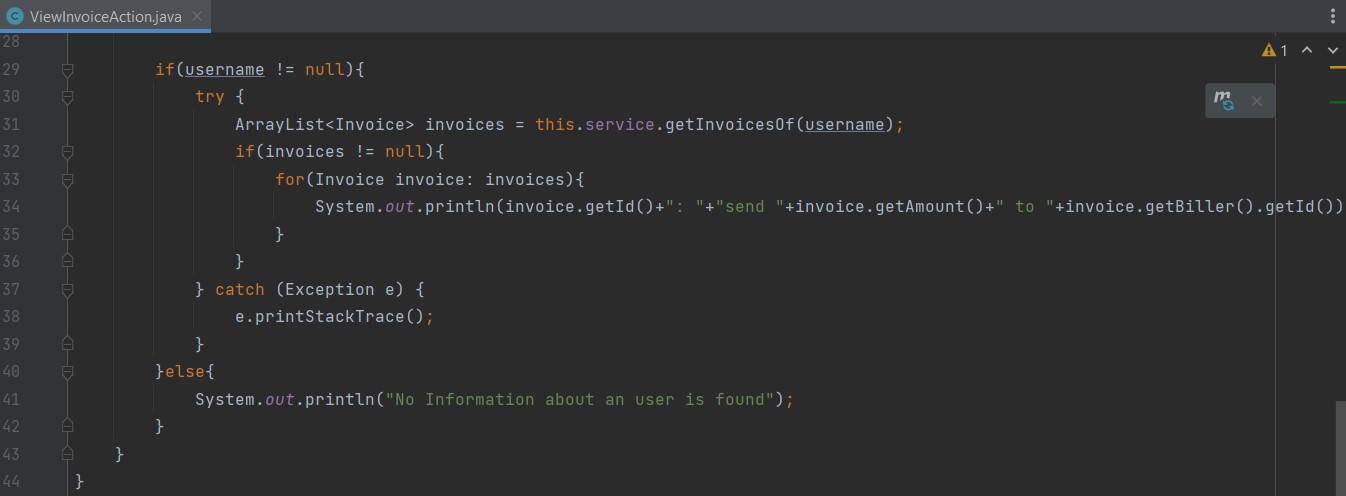 ViewInvoiceAction.java
1
28
29 if(username != null){
30 try {
31 ArrayList<Invoice> invoices = this.service.getInvoicesOf(username);
32 if(invoices != null){
33 for(Invoice invoice: invoices){
34 System.out.println(invoice.getId()+": "+"send "+invoice.getAmount()+" to "+invoice.getBiller().getId())
35 }
36 }
37 } catch (Exception e) {
38 e.printStackTrace();
39 }
40 }else{
41 System.out.println("No Information about an user is found");
42 }
43 }
44 }